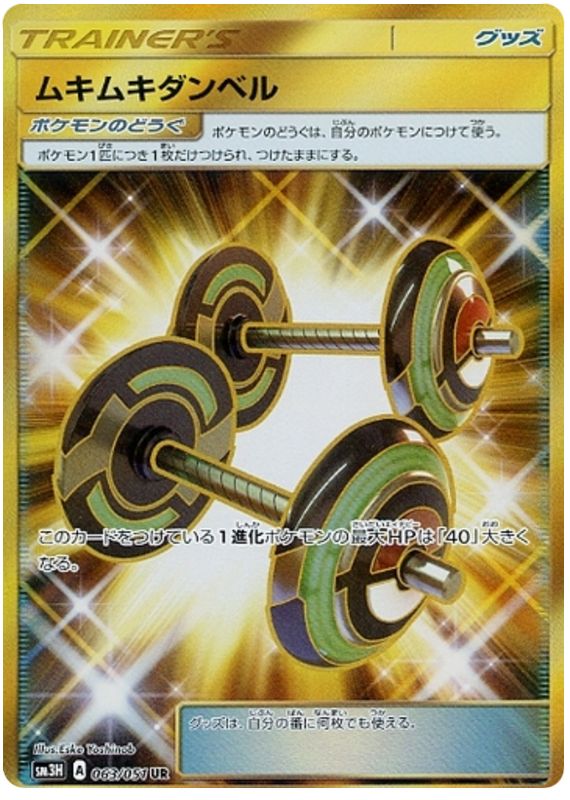 TRAINER'S グッズ
ムキムキダンベル
ポケモンのどうぐ ポケモンのどうぐは、自分のポケモンにつけて使う。
ポケモン1匹につき1枚だけつけられ、つけたままにする。
このカードをつけている1進化ポケモンの最大HPは「40」大きく
なる。
グッズは、自分の番に何枚でも使える。
Illus.Eske Yoshinob
SM3H A 063/051 UR